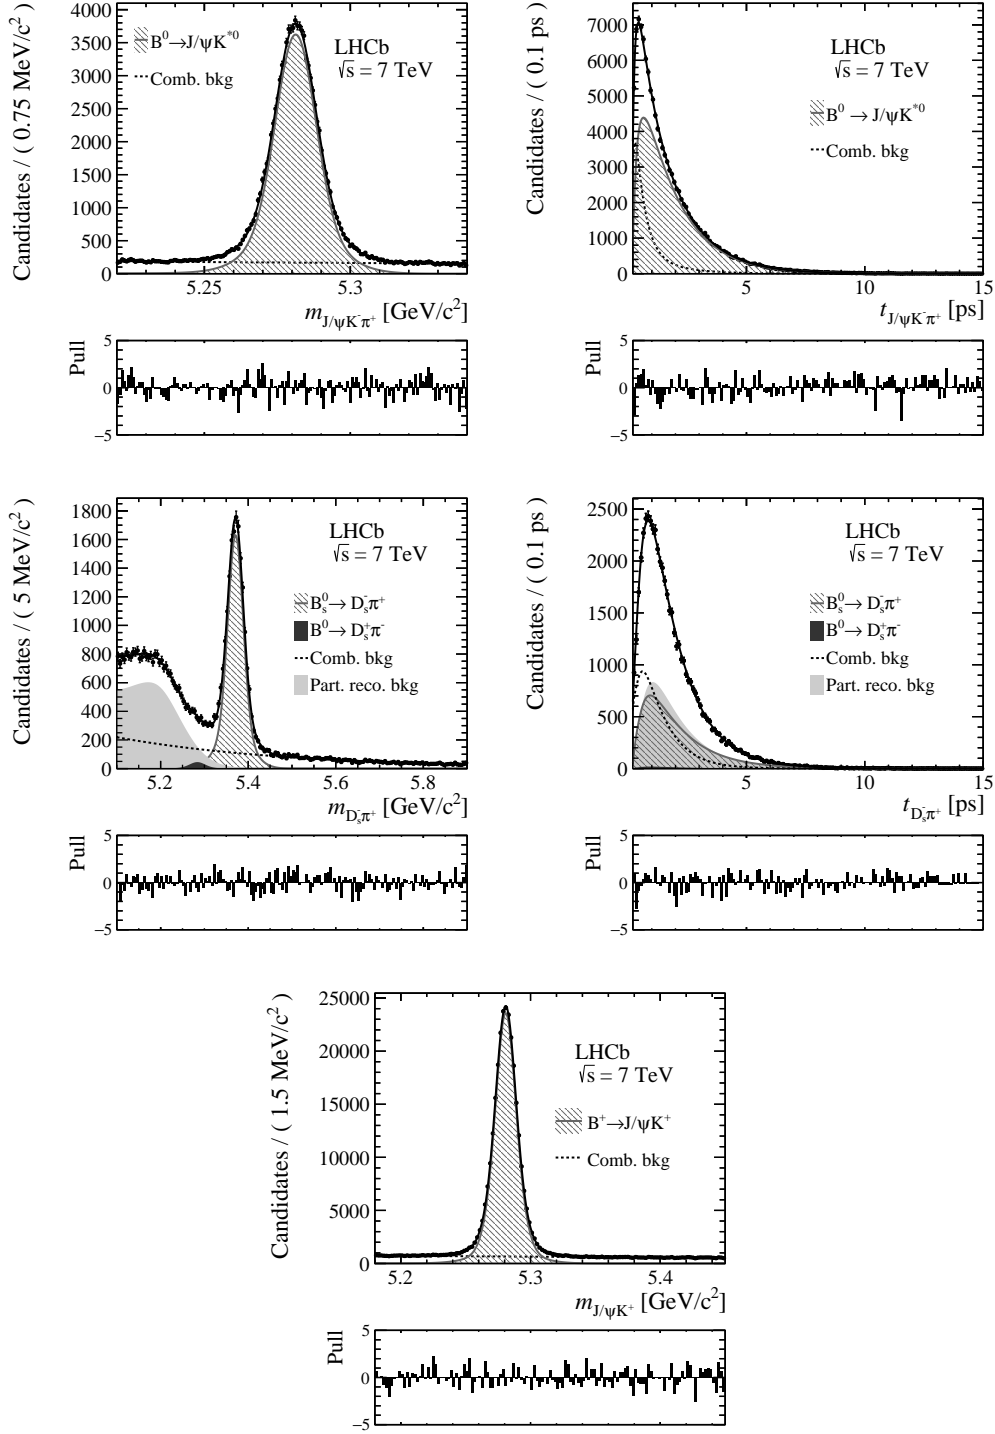 Candidates / ( 0.75 MeV/c² )
4000
3500
3000
2500
2000
1500
1000
500
0
B⁰→J/ψK*⁰
Comb. bkg
LHCb
√s = 7 TeV
5.25 5.3
m_J/ψK⁻π⁺ [GeV/c²]
Pull
5
0
−5
Candidates / ( 0.1 ps )
7000
6000
5000
4000
3000
2000
1000
0
LHCb
√s = 7 TeV
B⁰→J/ψK*⁰
Comb. bkg
5 10 15
t_J/ψK⁻π⁺ [ps]
Pull
5
0
−5
Candidates / ( 5 MeV/c² )
1800
1600
1400
1200
1000
800
600
400
200
0
LHCb
√s = 7 TeV
B⁰ₛ→D⁻ₛπ⁺
B⁰→D⁺ₛπ⁻
Comb. bkg
Part. reco. bkg
5.2 5.4 5.6 5.8
m_D⁻ₛπ⁺ [GeV/c²]
Pull
5
0
−5
Candidates / ( 0.1 ps )
2500
2000
1500
1000
500
0
LHCb
√s = 7 TeV
B⁰ₛ→D⁻ₛπ⁺
B⁰→D⁺ₛπ⁻
Comb. bkg
Part. reco. bkg
5 10 15
t_D⁻ₛπ⁺ [ps]
Pull
5
0
−5
Candidates / ( 1.5 MeV/c² )
25000
20000
15000
10000
5000
0
LHCb
√s = 7 TeV
B⁺→J/ψK⁺
Comb. bkg
5.2 5.3 5.4
m_J/ψK⁺ [GeV/c²]
Pull
5
0
−5